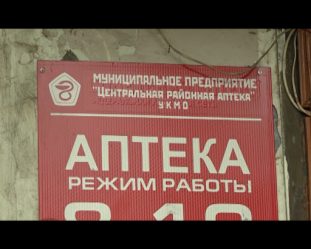 МУНИЦИПАЛЬНОЕ ПРЕДПРИЯТИЕ
"ЦЕНТРАЛЬНАЯ РАЙОННАЯ АПТЕКА"
УКМО
АПТЕКА
РЕЖИМ РАБОТЫ